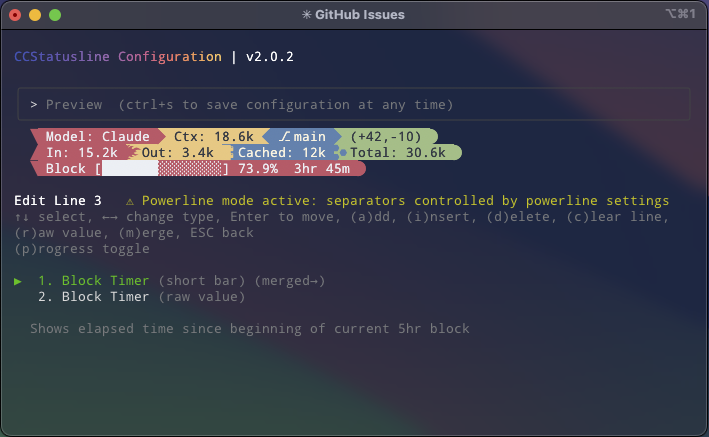 ✳ GitHub Issues
⌥⌘1
CCStatusline Configuration | v2.0.2
> Preview  (ctrl+s to save configuration at any time)
Model: Claude  Ctx: 18.6k  ⎇ main  (+42,-10)
In: 15.2k  Out: 3.4k  Cached: 12k  Total: 30.6k
Block [███████░░░░░░░░] 73.9%  3hr 45m
Edit Line 3  ⚠ Powerline mode active: separators controlled by powerline settings
↑↓ select, ←→ change type, Enter to move, (a)dd, (i)nsert, (d)elete, (c)lear line,
(r)aw value, (m)erge, ESC back
(p)rogress toggle
▶  1. Block Timer (short bar) (merged→)
2. Block Timer (raw value)
Shows elapsed time since beginning of current 5hr block